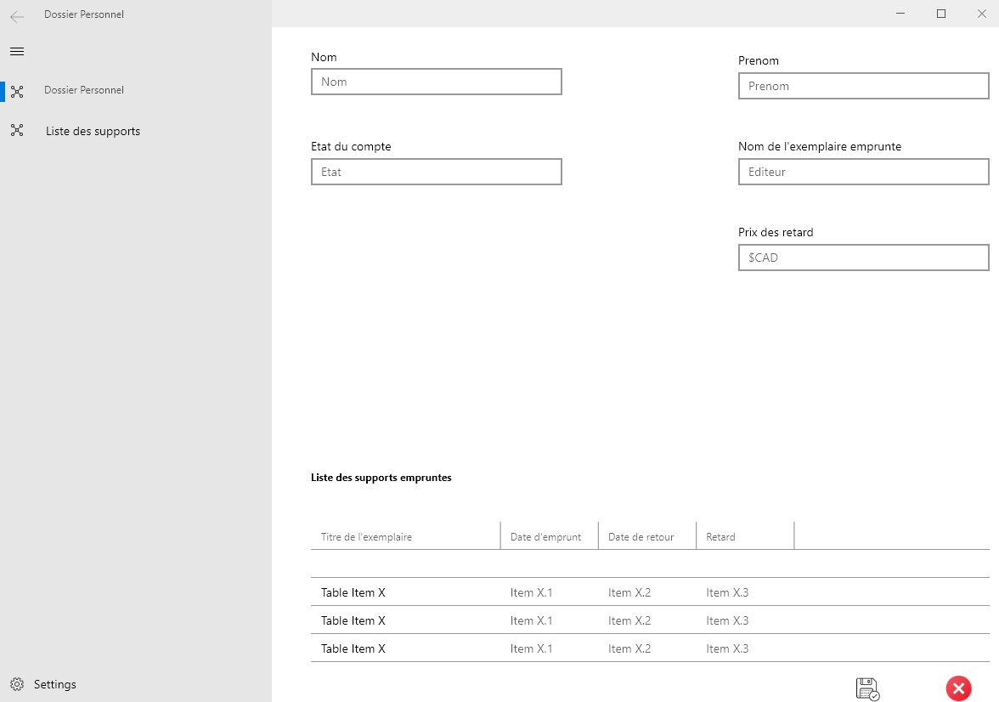 Dossier Personnel
Dossier Personnel
Liste des supports
Settings
Nom
Nom
Prenom
Prenom
Etat du compte
Etat
Nom de l'exemplaire emprunte
Editeur
Prix des retard
$CAD
Liste des supports empruntes
Titre de l'exemplaire Date d'emprunt Date de retour Retard
Table Item X Item X.1 Item X.2 Item X.3
Table Item X Item X.1 Item X.2 Item X.3
Table Item X Item X.1 Item X.2 Item X.3